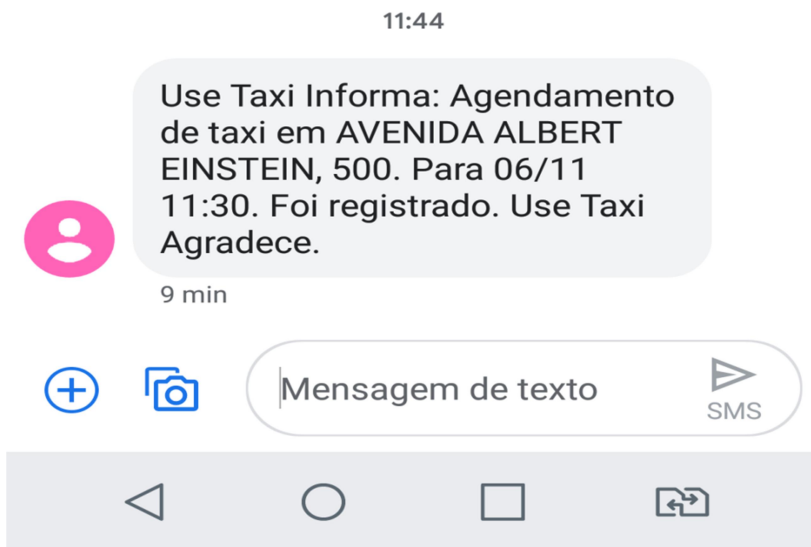 11:44
Use Taxi Informa: Agendamento
de taxi em AVENIDA ALBERT
EINSTEIN, 500. Para 06/11
11:30. Foi registrado. Use Taxi
Agradece.
9 min
Mensagem de texto
SMS